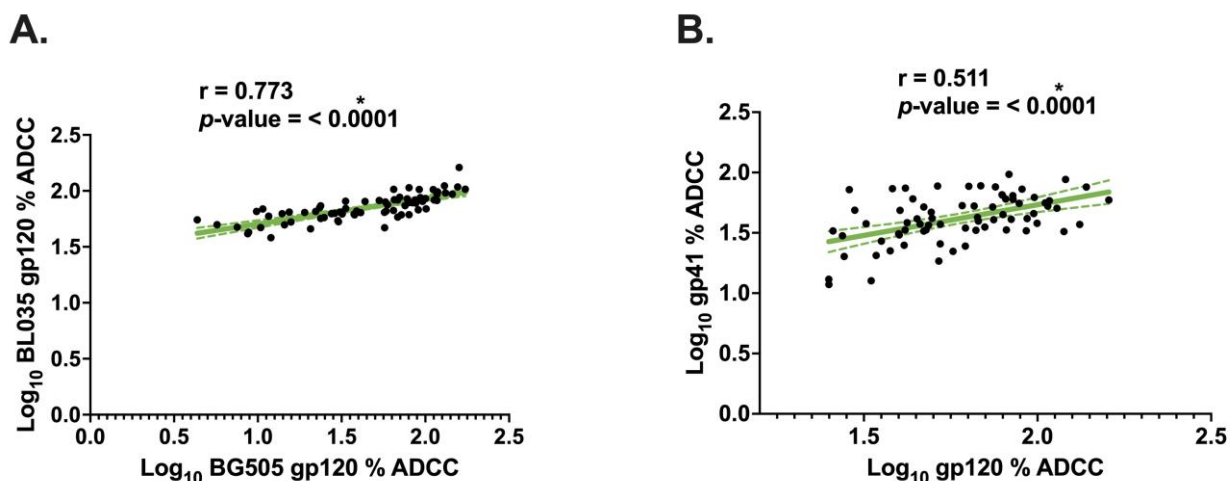 A.
r = 0.773
*
p-value = < 0.0001
Log10 BL035 gp120 % ADCC
2.5
2.0
1.5
1.0
0.5
0.0
0.0 0.5 1.0 1.5 2.0 2.5
Log10 BG505 gp120 % ADCC
B.
r = 0.511
*
p-value = < 0.0001
Log10 gp41 % ADCC
2.5
2.0
1.5
1.0
0.5
0.0
1.5 2.0 2.5
Log10 gp120 % ADCC